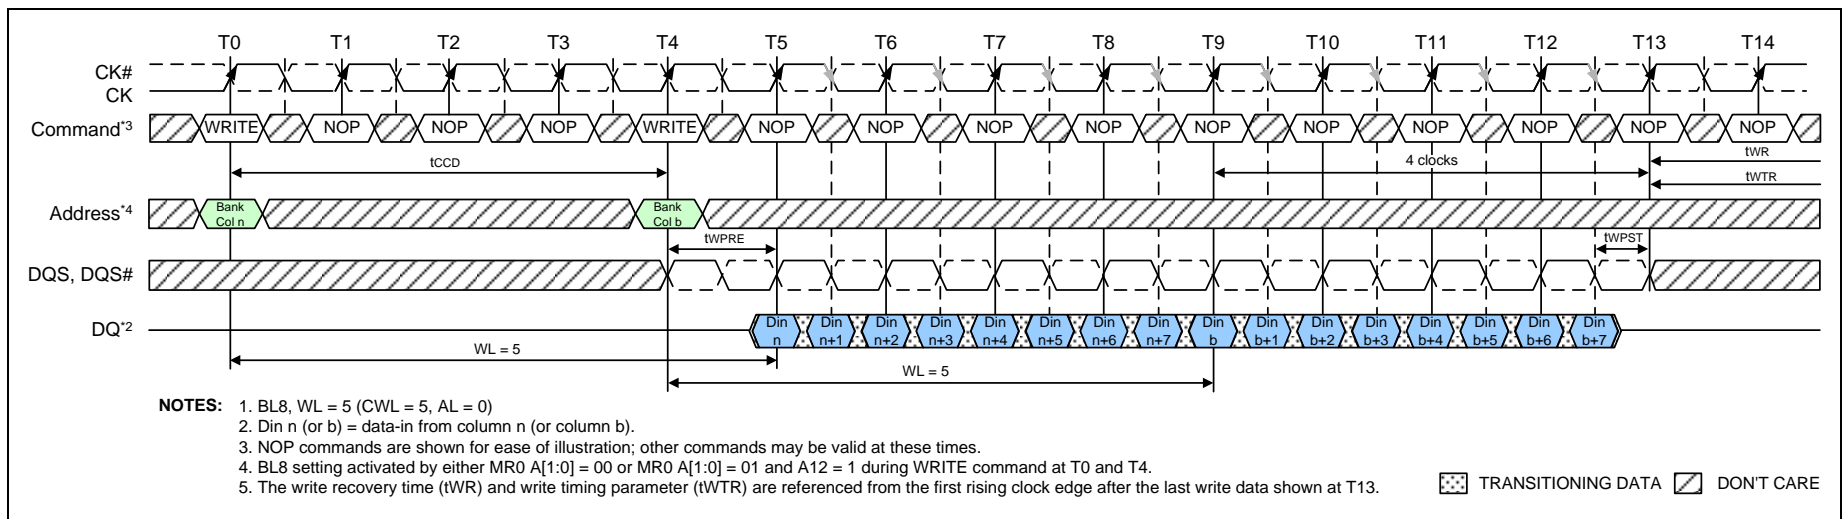 T0 T1 T2 T3 T4 T5 T6 T7 T8 T9 T10 T11 T12 T13 T14
CK#
CK
Command*3 WRITE NOP NOP NOP WRITE NOP NOP NOP NOP NOP NOP NOP NOP NOP NOP
tCCD 4 clocks tWR
tWTR
Address*4 Bank Col n Bank Col b
tWPRE tWPST
DQS, DQS#
DQ*2 Din n Din n+1 Din n+2 Din n+3 Din n+4 Din n+5 Din n+6 Din n+7 Din b Din b+1 Din b+2 Din b+3 Din b+4 Din b+5 Din b+6 Din b+7
WL = 5
WL = 5
NOTES: 1. BL8, WL = 5 (CWL = 5, AL = 0)
2. Din n (or b) = data-in from column n (or column b).
3. NOP commands are shown for ease of illustration; other commands may be valid at these times.
4. BL8 setting activated by either MR0 A[1:0] = 00 or MR0 A[1:0] = 01 and A12 = 1 during WRITE command at T0 and T4.
5. The write recovery time (tWR) and write timing parameter (tWTR) are referenced from the first rising clock edge after the last write data shown at T13.
TRANSITIONING DATA DON'T CARE